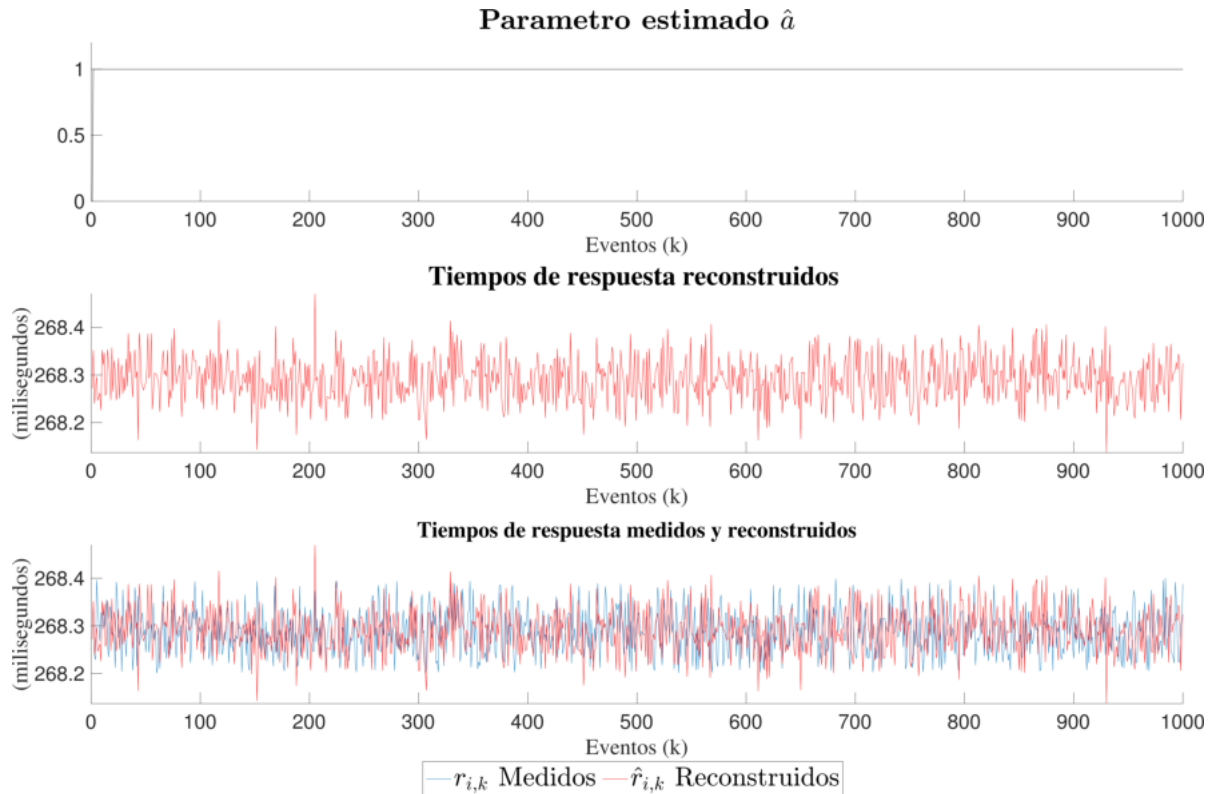 Parametro estimado â
1
0.5
0
0 100 200 300 400 500 600 700 800 900 1000
Eventos (k)
Tiempos de respuesta reconstruidos
(milisegundos)
268.4
268.3
268.2
0 100 200 300 400 500 600 700 800 900 1000
Eventos (k)
Tiempos de respuesta medidos y reconstruidos
(milisegundos)
268.4
268.3
268.2
0 100 200 300 400 500 600 700 800 900 1000
Eventos (k)
r_{i,k} Medidos r̂_{i,k} Reconstruidos